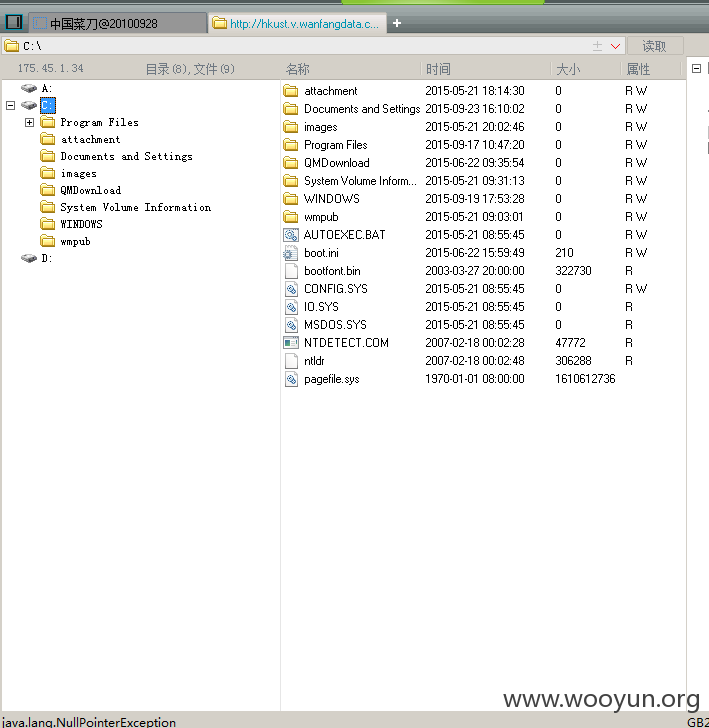 中国菜刀@20100928
http://hkust.v.wanfangdata.c...
+
C:\
读取
175.45.1.34 目录(8),文件(9)
名称 时间 大小 属性
A:
C:
Program Files
attachment
Documents and Settings
images
QMDownload
System Volume Information
WINDOWS
wmpub
D:
attachment 2015-05-21 18:14:30 0 R W
Documents and Settings 2015-09-23 16:10:02 0 R W
images 2015-05-21 20:02:46 0 R W
Program Files 2015-09-17 10:47:20 0 R W
QMDownload 2015-06-22 09:35:54 0 R W
System Volume Inform... 2015-05-21 09:31:13 0 R W
WINDOWS 2015-09-19 17:53:28 0 R W
wmpub 2015-05-21 09:03:01 0 R W
AUTOEXEC.BAT 2015-05-21 08:55:45 0 R W
boot.ini 2015-06-22 15:59:49 210 R W
bootfont.bin 2003-03-27 20:00:00 322730 R
CONFIG.SYS 2015-05-21 08:55:45 0 R W
IO.SYS 2015-05-21 08:55:45 0 R
MSDOS.SYS 2015-05-21 08:55:45 0 R
NTDETECT.COM 2007-02-18 00:02:28 47772 R
ntldr 2007-02-18 00:02:48 306288 R
pagefile.sys 1970-01-01 08:00:00 1610612736
www.wooyun.org
java.lang.NullPointerException
GB2